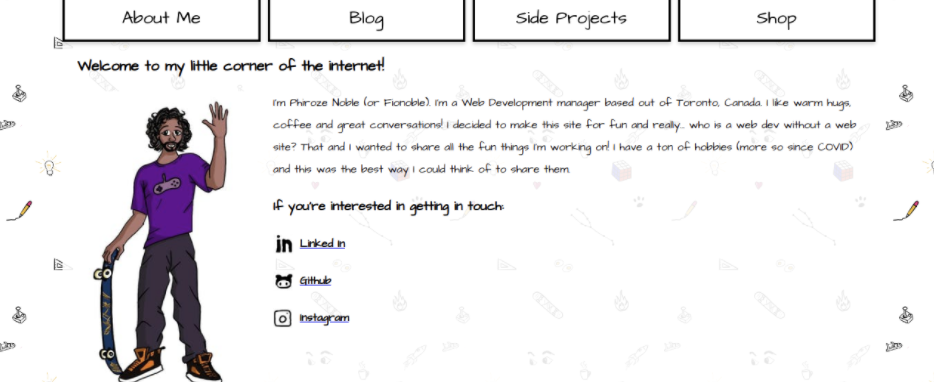 About Me
Blog
Side Projects
Shop
Welcome to my little corner of the internet!
I'm Phiroze Noble (or Fionoble). I'm a Web Development manager based out of Toronto, Canada. I like warm hugs,
coffee and great conversations! I decided to make this site for fun and really... who is a web dev without a web
site? That and I wanted to share all the fun things I'm working on! I have a ton of hobbies (more so since COVID)
and this was the best way I could think of to share them.
If you're interested in getting in touch:
in Linked In
Github
Instagram